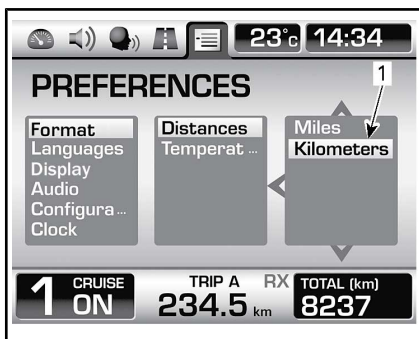 23°c 14:34
PREFERENCES
1
Format
Languages
Display
Audio
Configura ...
Clock
Distances
Temperat ...
Miles
Kilometers
1 CRUISE ON
TRIP A
234.5 km
RX
TOTAL (km)
8237